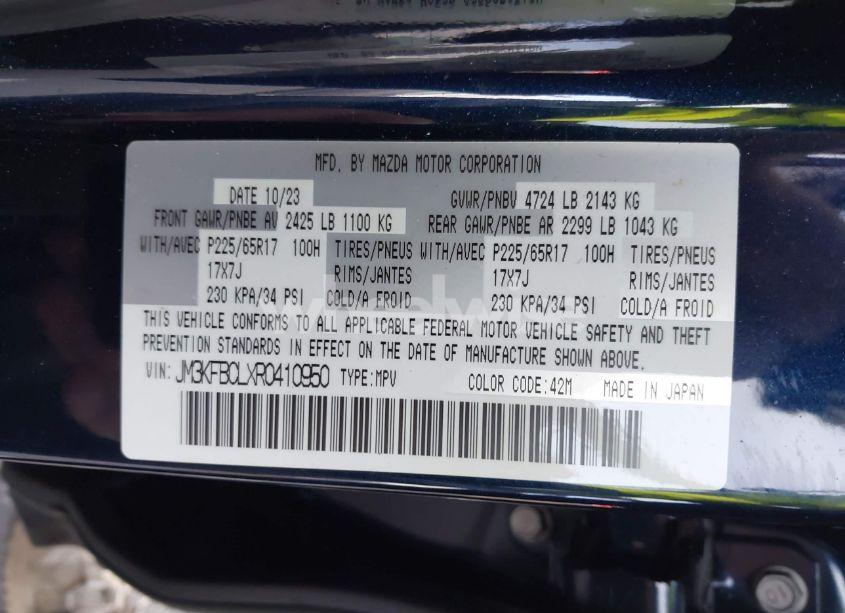 MFD. BY MAZDA MOTOR CORPORATION
DATE 10/23 GVWR/PNBV 4724 LB 2143 KG
FRONT GAWR/PNBE AV 2425 LB 1100 KG REAR GAWR/PNBE AR 2299 LB 1043 KG
WITH/AVEC P225/65R17 100H TIRES/PNEUS WITH/AVEC P225/65R17 100H TIRES/PNEUS
17X7J RIMS/JANTES 17X7J RIMS/JANTES
230 KPA/34 PSI COLD/A FROID 230 KPA/34 PSI COLD/A FROID
THIS VEHICLE CONFORMS TO ALL APPLICABLE FEDERAL MOTOR VEHICLE SAFETY AND THEFT
PREVENTION STANDARDS IN EFFECT ON THE DATE OF MANUFACTURE SHOWN ABOVE.
VIN: JM3KFBCLXR0410950 TYPE:MPV COLOR CODE:42M MADE IN JAPAN